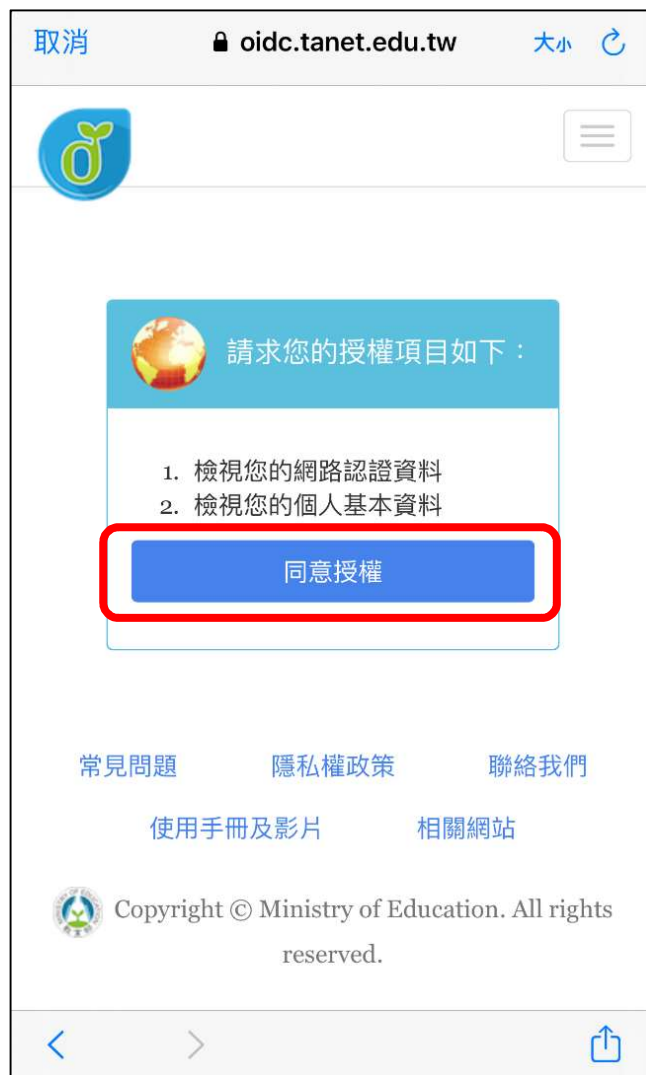 取消 oidc.tanet.edu.tw 大小
請求您的授權項目如下：
1. 檢視您的網路認證資料
2. 檢視您的個人基本資料
同意授權
常見問題 隱私權政策 聯絡我們
使用手冊及影片 相關網站
Copyright © Ministry of Education. All rights
reserved.